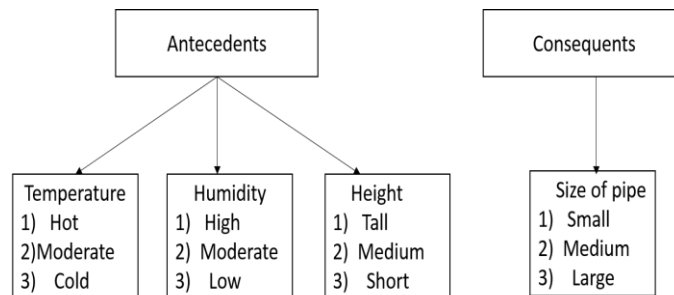 Antecedents
Consequents
Temperature
1) Hot
2)Moderate
3) Cold
Humidity
1) High
2) Moderate
3) Low
Height
1) Tall
2) Medium
3) Short
Size of pipe
1) Small
2) Medium
3) Large